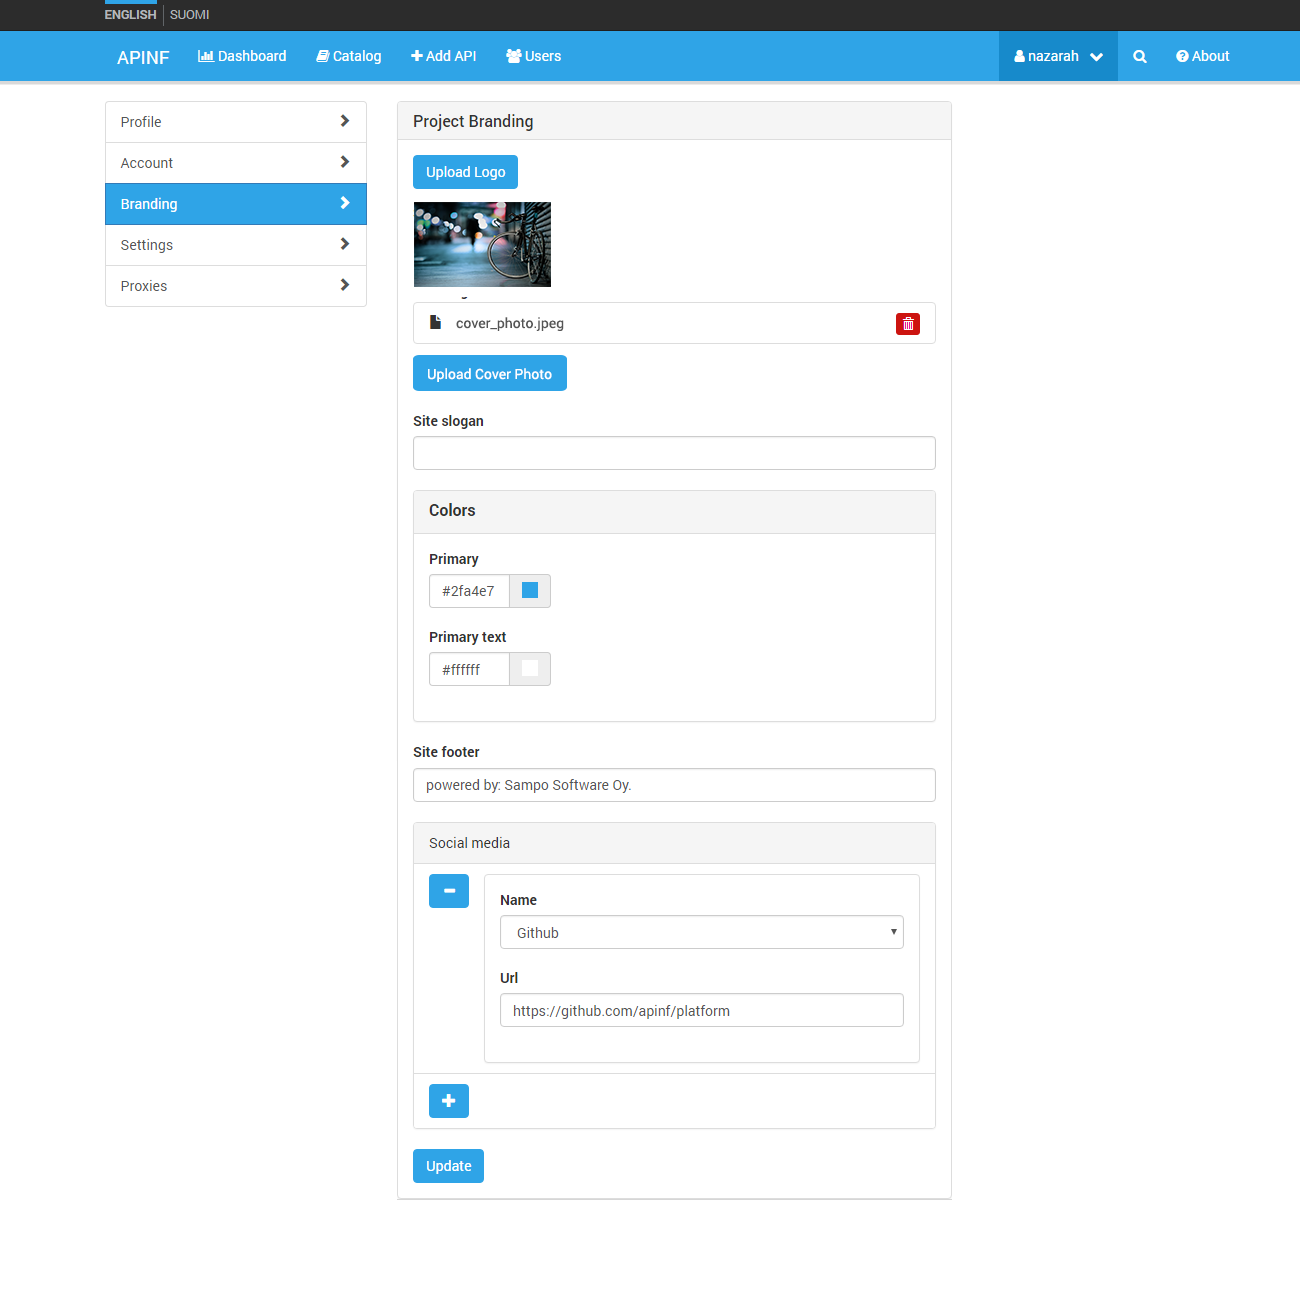 ENGLISH SUOMI
APINF Dashboard Catalog Add API Users nazarah About
Profile
Account
Branding
Settings
Proxies
Project Branding
Upload Logo
cover_photo.jpeg
Upload Cover Photo
Site slogan
Colors
Primary
#2fa4e7
Primary text
#ffffff
Site footer
powered by: Sampo Software Oy.
Social media
Name
Github
Url
https://github.com/apinf/platform
Update